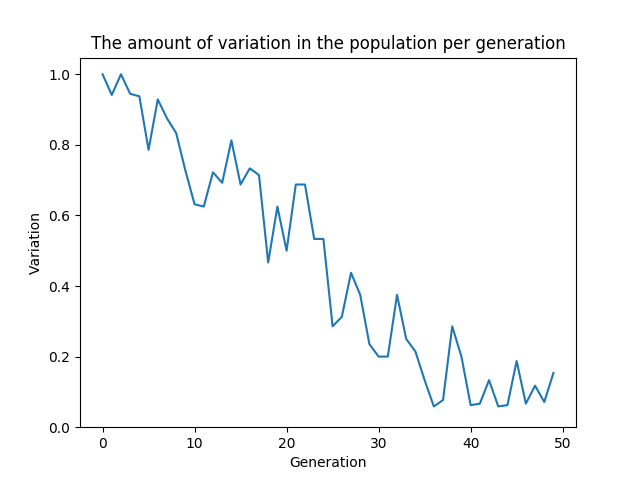 The amount of variation in the population per generation
1.0
0.8
0.6
0.4
0.2
0.0
Variation
0 10 20 30 40 50
Generation